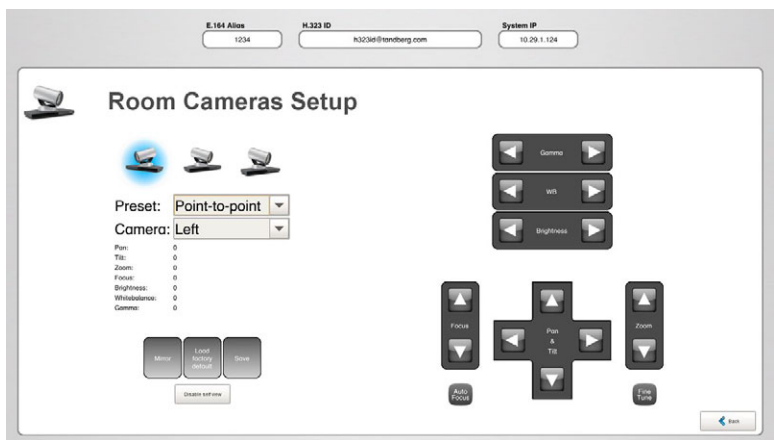 E.164 Alias
H.323 ID
System IP
1234
h323id@tandberg.com
10.29.1.124
Room Cameras Setup
Preset: Point-to-point
Camera: Left
Pan: 0
Tilt: 0
Zoom: 0
Focus: 0
Brightness: 0
Whitebalance: 0
Gamma: 0
Mirror
Load
factory
default
Save
Disable selfview
Gamma
WB
Brightness
Focus
Pan
&
Tilt
Zoom
Auto
Focus
Fine
Tune
Back